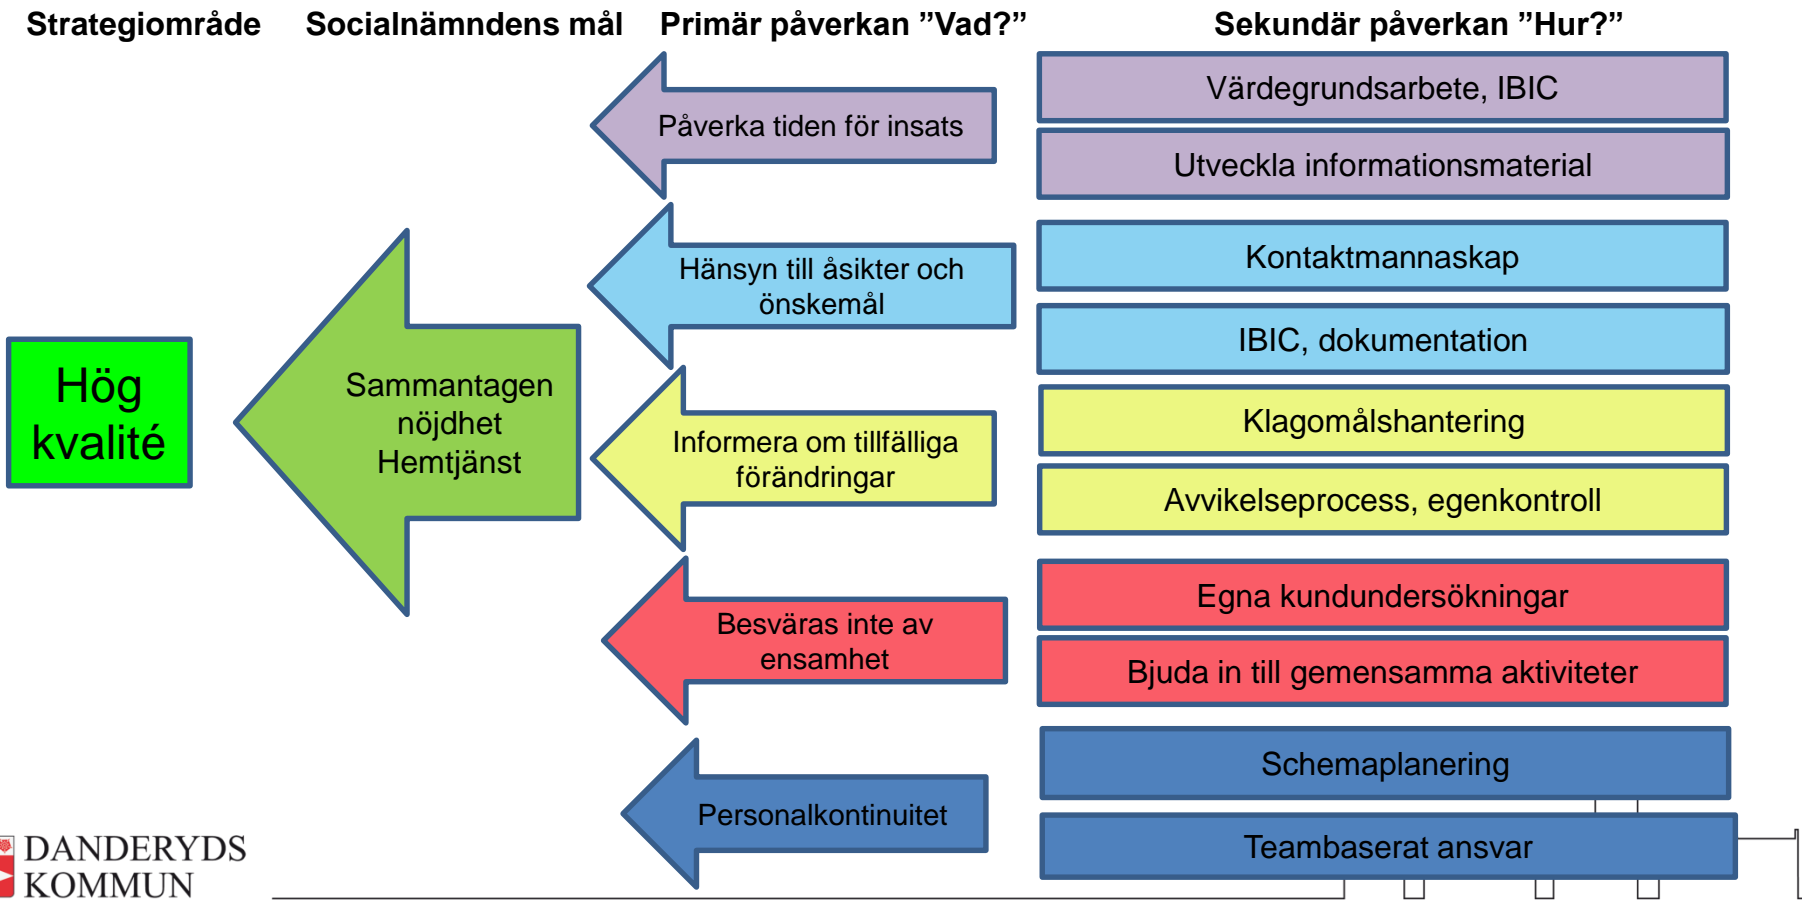 Strategiområde
Socialnämndens mål
Primär påverkan ”Vad?”
Sekundär påverkan ”Hur?”
Hög
kvalité
Sammantagen
nöjdhet
Hemtjänst
Påverka tiden för insats
Värdegrundsarbete, IBIC
Utveckla informationsmaterial
Hänsyn till åsikter och
önskemål
Kontaktmannaskap
IBIC, dokumentation
Informera om tillfälliga
förändringar
Klagomålshantering
Avvikelseprocess, egenkontroll
Besväras inte av
ensamhet
Egna kundundersökningar
Bjuda in till gemensamma aktiviteter
Personalkontinuitet
Schemaplanering
Teambaserat ansvar
DANDERYDS
KOMMUN